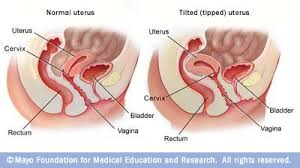 Normal uterus
Uterus
Cervix
Bladder
Vagina
Rectum
Tilted (tipped) uterus
Uterus
Cervix
Bladder
Vagina
Rectum
© Mayo Foundation for Medical Education and Research. All rights reserved.